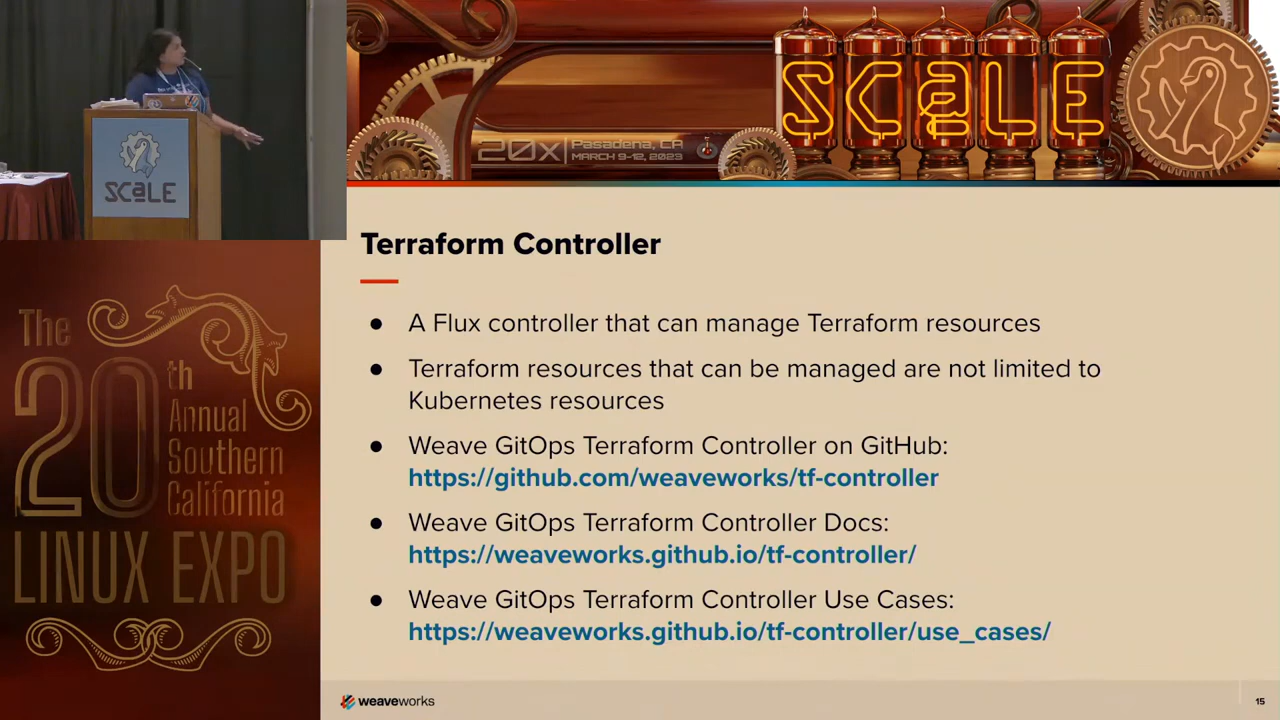 SCaLE
20x
Pasadena, CA
MARCH 9-12, 2023
SCaLE
The
20th
Annual
Southern
California
LINUX EXPO
Terraform Controller
● A Flux controller that can manage Terraform resources
● Terraform resources that can be managed are not limited to
Kubernetes resources
● Weave GitOps Terraform Controller on GitHub:
https://github.com/weaveworks/tf-controller
● Weave GitOps Terraform Controller Docs:
https://weaveworks.github.io/tf-controller/
● Weave GitOps Terraform Controller Use Cases:
https://weaveworks.github.io/tf-controller/use_cases/
weaveworks
15